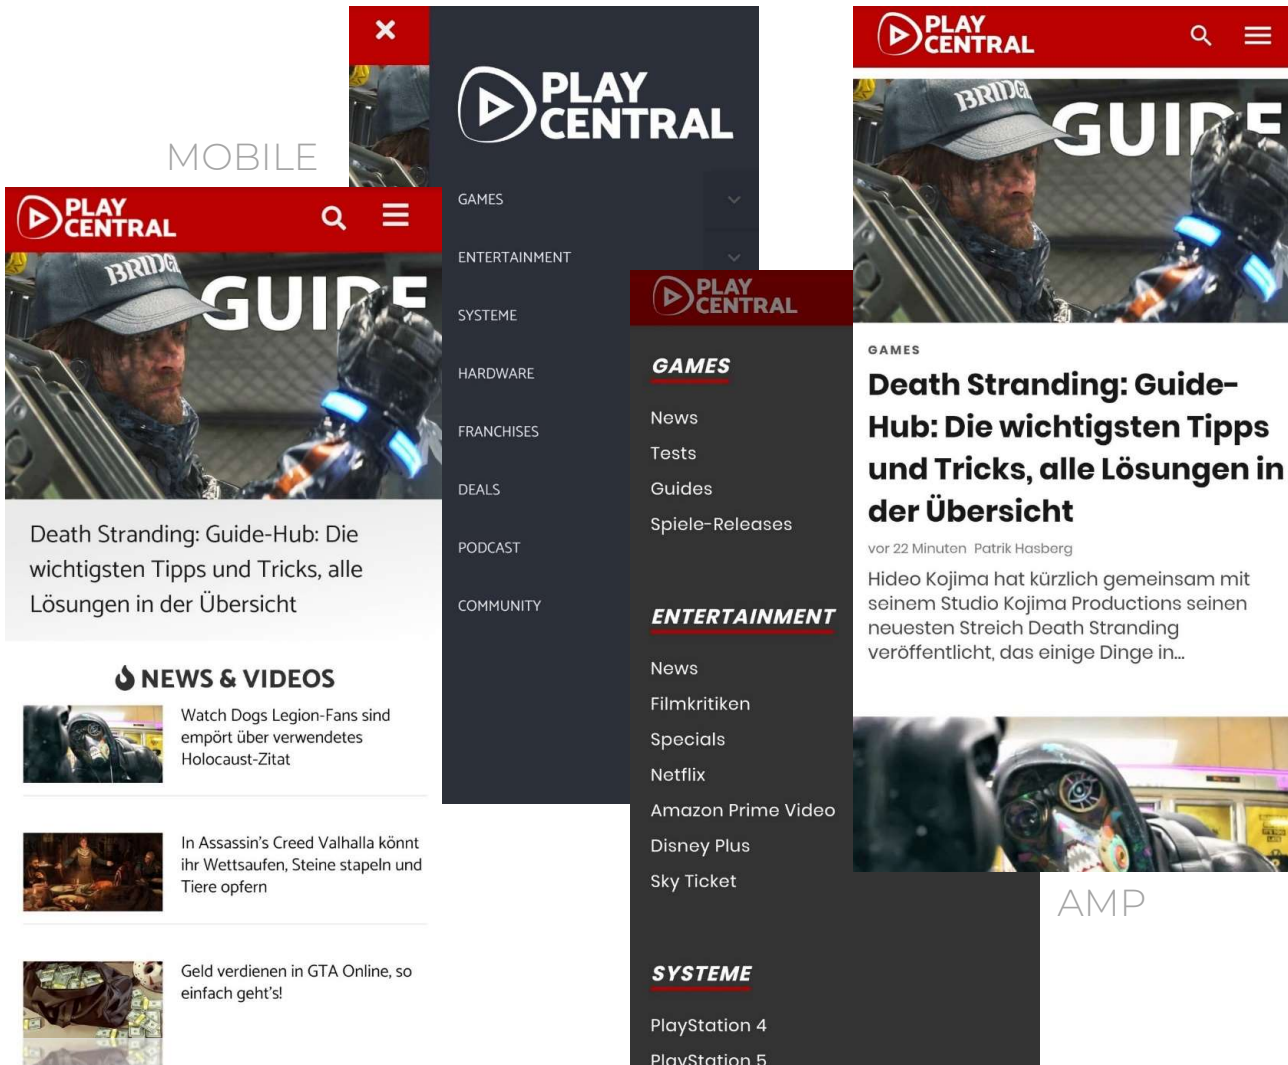 MOBILE
PLAY
CENTRAL
BRIDG
GUIDE
Death Stranding: Guide-Hub: Die
wichtigsten Tipps und Tricks, alle
Lösungen in der Übersicht
NEWS & VIDEOS
Watch Dogs Legion-Fans sind
empört über verwendetes
Holocaust-Zitat
In Assassin's Creed Valhalla könnt
ihr Wettsaufen, Steine stapeln und
Tiere opfern
Geld verdienen in GTA Online, so
einfach geht's!
PLAY
CENTRAL
GAMES
ENTERTAINMENT
SYSTEME
HARDWARE
FRANCHISES
DEALS
PODCAST
COMMUNITY
PLAY
CENTRAL
GAMES
News
Tests
Guides
Spiele-Releases
ENTERTAINMENT
News
Filmkritiken
Specials
Netflix
Amazon Prime Video
Disney Plus
Sky Ticket
SYSTEME
PlayStation 4
PlayStation 5
PLAY
CENTRAL
BRIDG
GUIDE
GAMES
Death Stranding: Guide-
Hub: Die wichtigsten Tipps
und Tricks, alle Lösungen in
der Übersicht
vor 22 Minuten Patrik Hasberg
Hideo Kojima hat kürzlich gemeinsam mit
seinem Studio Kojima Productions seinen
neuesten Streich Death Stranding
veröffentlicht, das einige Dinge in...
AMP